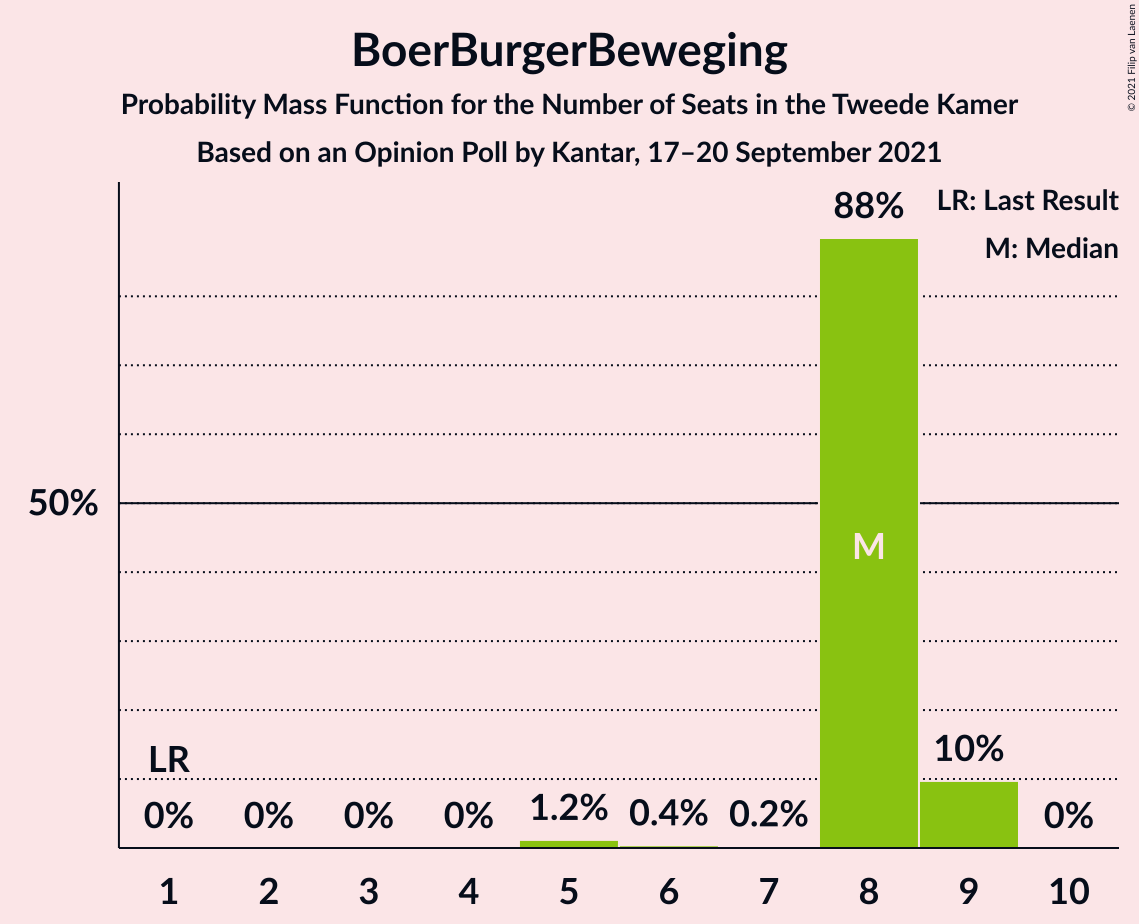 BoerBurgerBeweging
Probability Mass Function for the Number of Seats in the Tweede Kamer
Based on an Opinion Poll by Kantar, 17–20 September 2021
© 2021 Filip van Laenen
LR: Last Result
M: Median
88%
50%
M
LR
10%
0%
0%
0%
0%
1.2%
0.4%
0.2%
0%
1
2
3
4
5
6
7
8
9
10